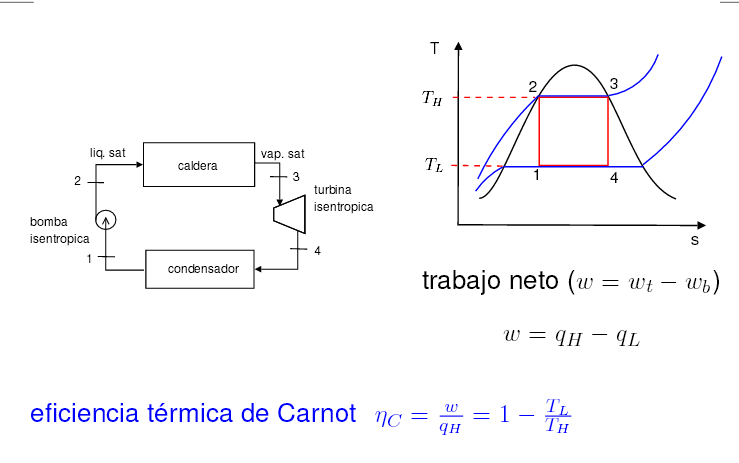 liq. sat
caldera
vap. sat
2
3
turbina
isentropica
bomba
isentropica
1
condensador
4
T
2
3
T_H
T_L
1
4
s
trabajo neto (w = w_t − w_b)
w = q_H − q_L
eficiencia térmica de Carnot η_C = w/q_H = 1 − T_L/T_H